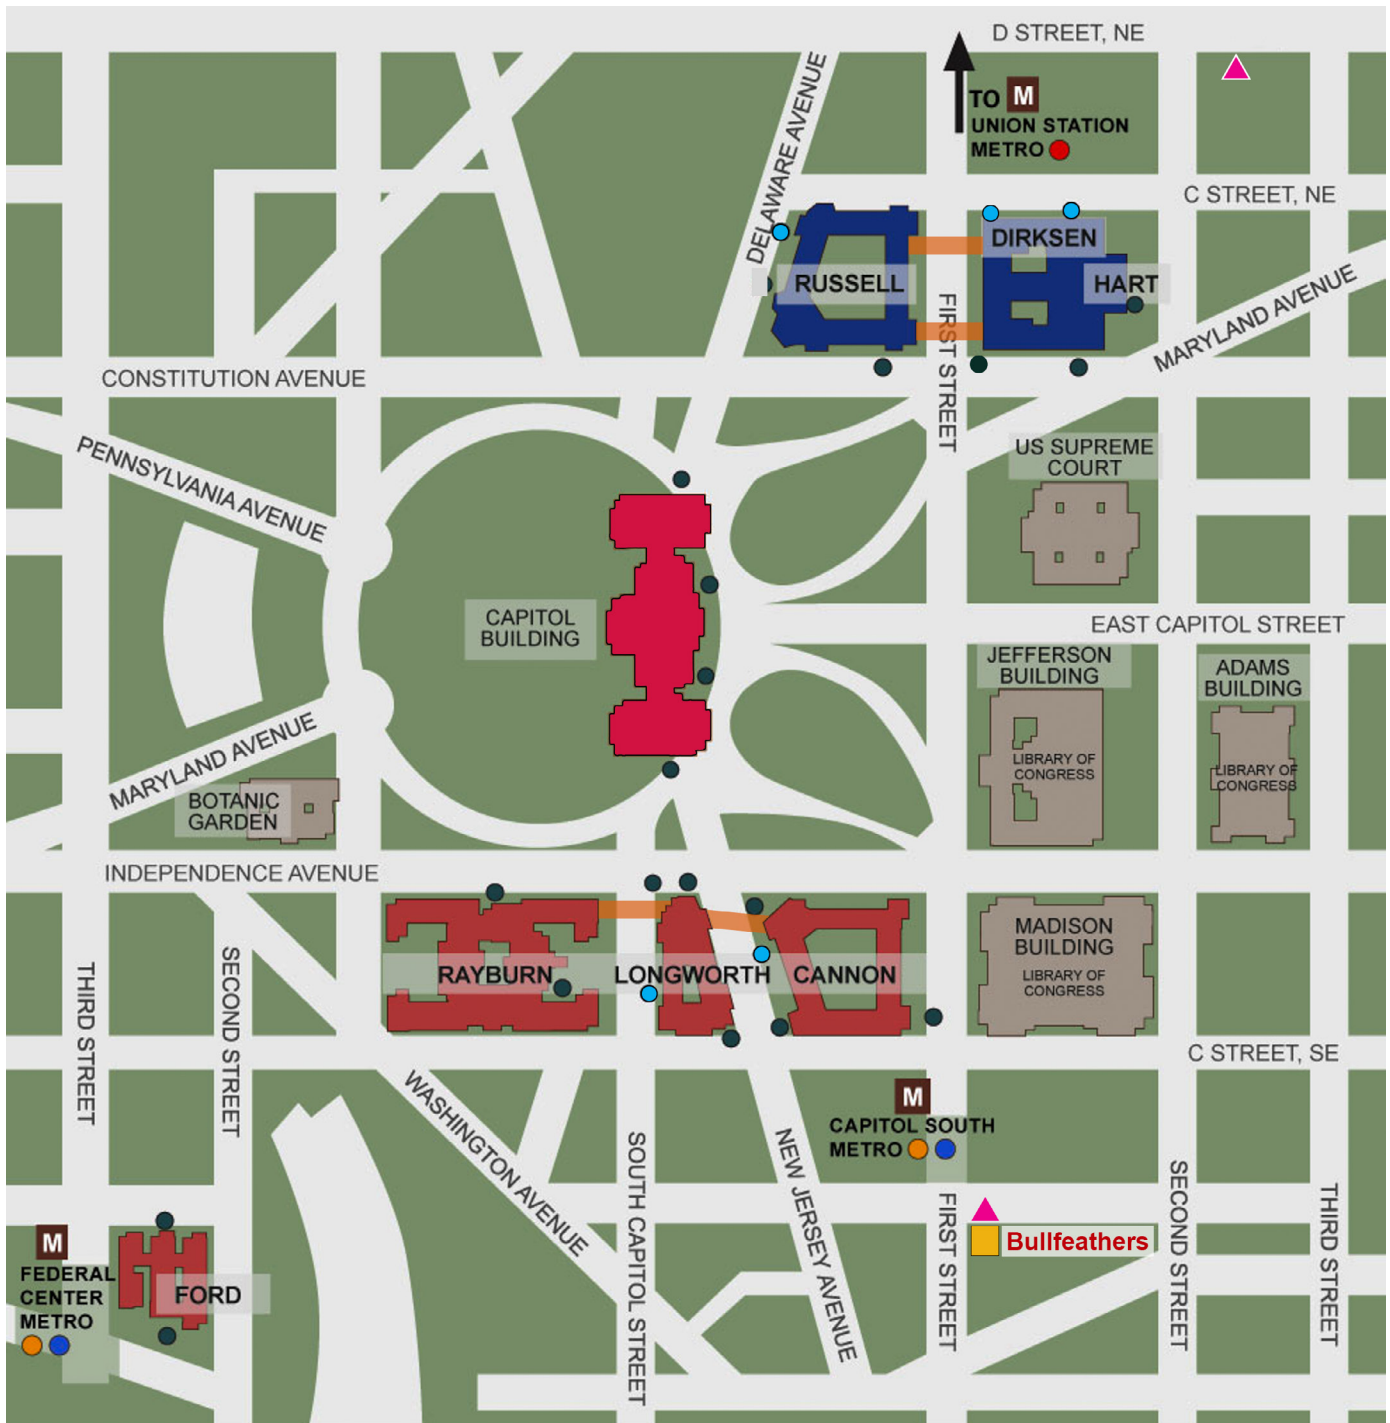 D STREET, NE
TO M
UNION STATION
METRO
DELAWARE AVENUE
C STREET, NE
DIRKSEN
RUSSELL
HART
FIRST STREET
MARYLAND AVENUE
CONSTITUTION AVENUE
PENNSYLVANIA AVENUE
US SUPREME
COURT
CAPITOL
BUILDING
EAST CAPITOL STREET
JEFFERSON
BUILDING
ADAMS
BUILDING
LIBRARY OF
CONGRESS
LIBRARY OF
CONGRESS
MARYLAND AVENUE
BOTANIC
GARDEN
INDEPENDENCE AVENUE
RAYBURN
LONGWORTH
CANNON
MADISON
BUILDING
LIBRARY OF
CONGRESS
THIRD STREET
SECOND STREET
C STREET, SE
WASHINGTON AVENUE
M
CAPITOL SOUTH
METRO
SOUTH CAPITOL STREET
NEW JERSEY AVENUE
FIRST STREET
SECOND STREET
THIRD STREET
Bullfeathers
M
FEDERAL
CENTER
METRO
FORD